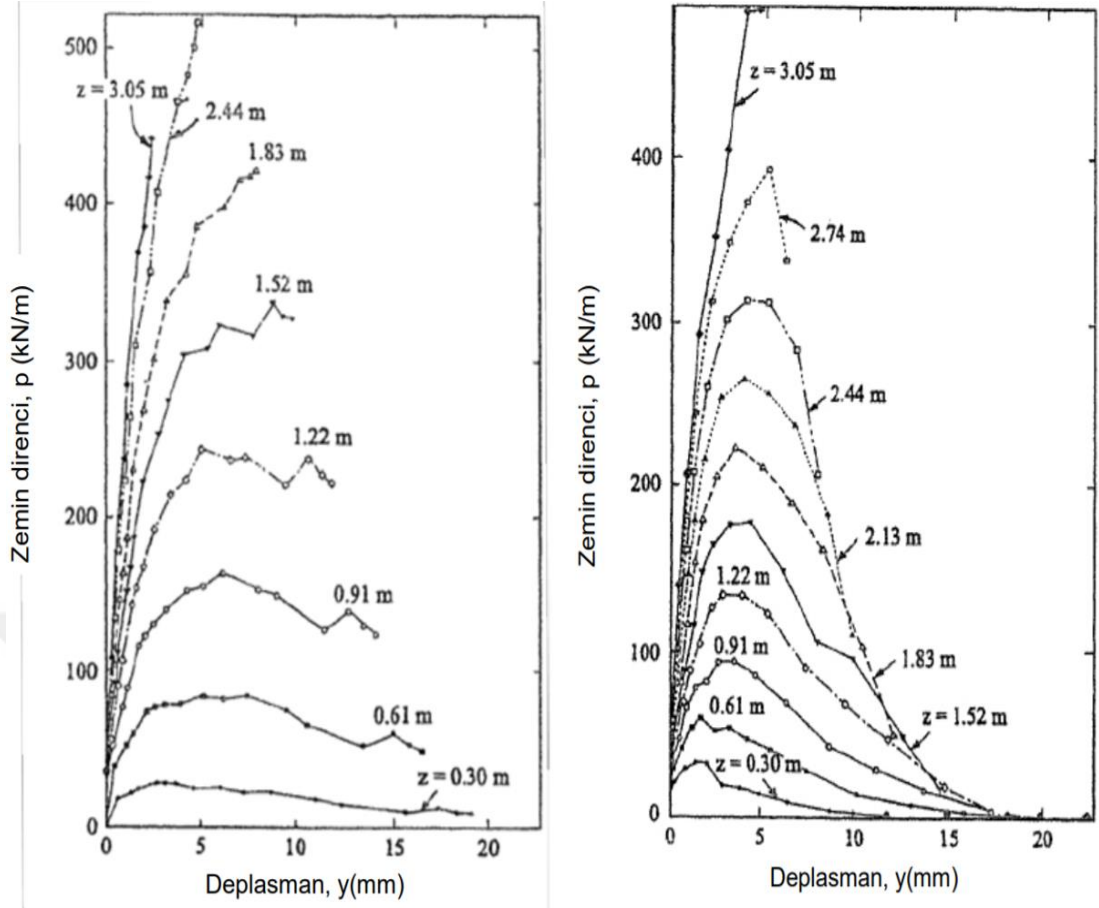 500
z = 3.05 m
2.44 m
1.83 m
400
1.52 m
300
1.22 m
200
0.91 m
100
0.61 m
z = 0.30 m
0
0
5
10
15
20
Zemin direnci, p (kN/m)
Deplasman, y(mm)
z = 3.05 m
400
2.74 m
300
2.44 m
200
2.13 m
1.22 m
0.91 m
1.83 m
100
0.61 m
z = 1.52 m
z = 0.30 m
0
0
5
10
15
20
Zemin direnci, p (kN/m)
Deplasman, y(mm)